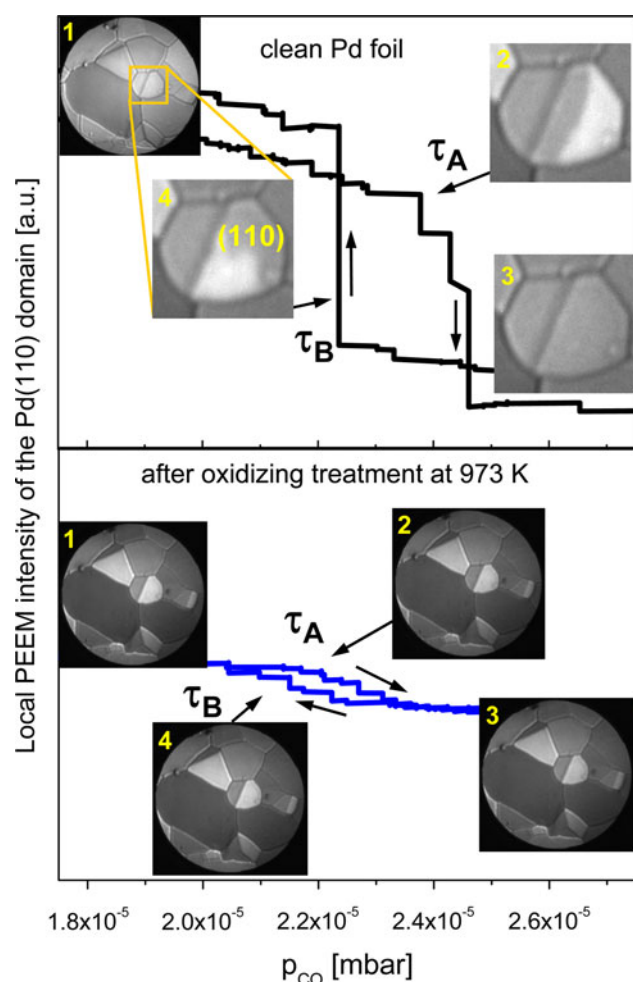 1
clean Pd foil
2
τA
4
(110)
3
τB
Local PEEM intensity of the Pd(110) domain [a.u.]
after oxidizing treatment at 973 K
1
2
τA
τB
4
3
1.8x10⁻⁵ 2.0x10⁻⁵ 2.2x10⁻⁵ 2.4x10⁻⁵ 2.6x10⁻⁵
pCO [mbar]